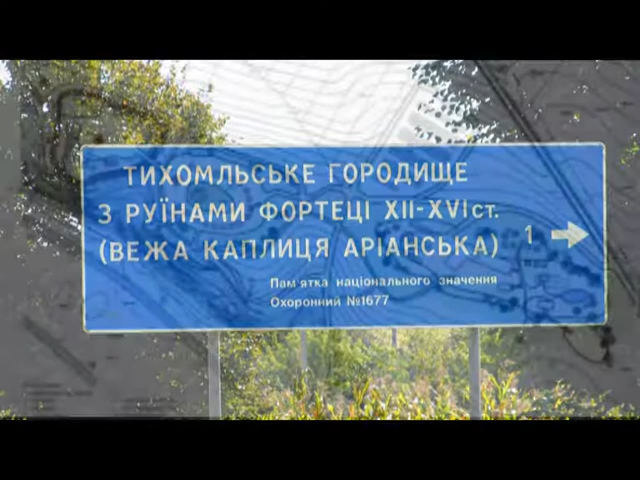 ТИХОМЛЬСЬКЕ ГОРОДИЩЕ
З РУЇНАМИ ФОРТЕЦІ XII-XVIст.
(ВЕЖА КАПЛИЦЯ АРІАНСЬКА) 1
Пам'ятка національного значення
Охоронний №1677